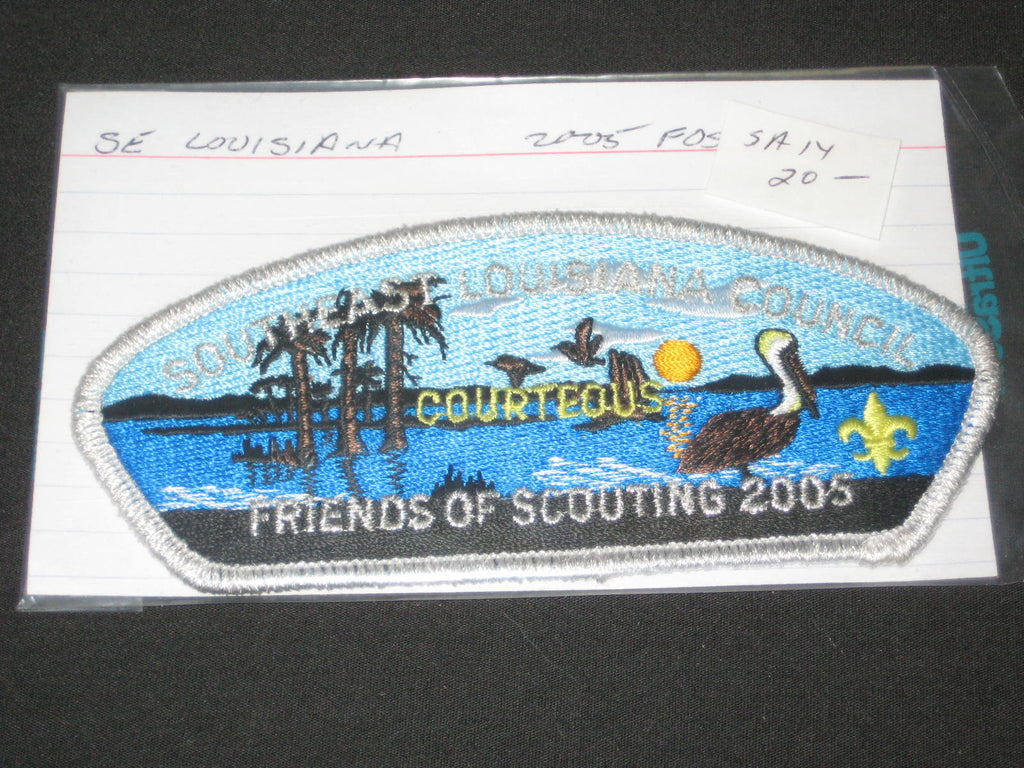 SE LOUISIANA 2005 FOS SA 14
20 —
SOUTHEAST LOUISIANA COUNCIL
COURTEOUS
FRIENDS OF SCOUTING 2005